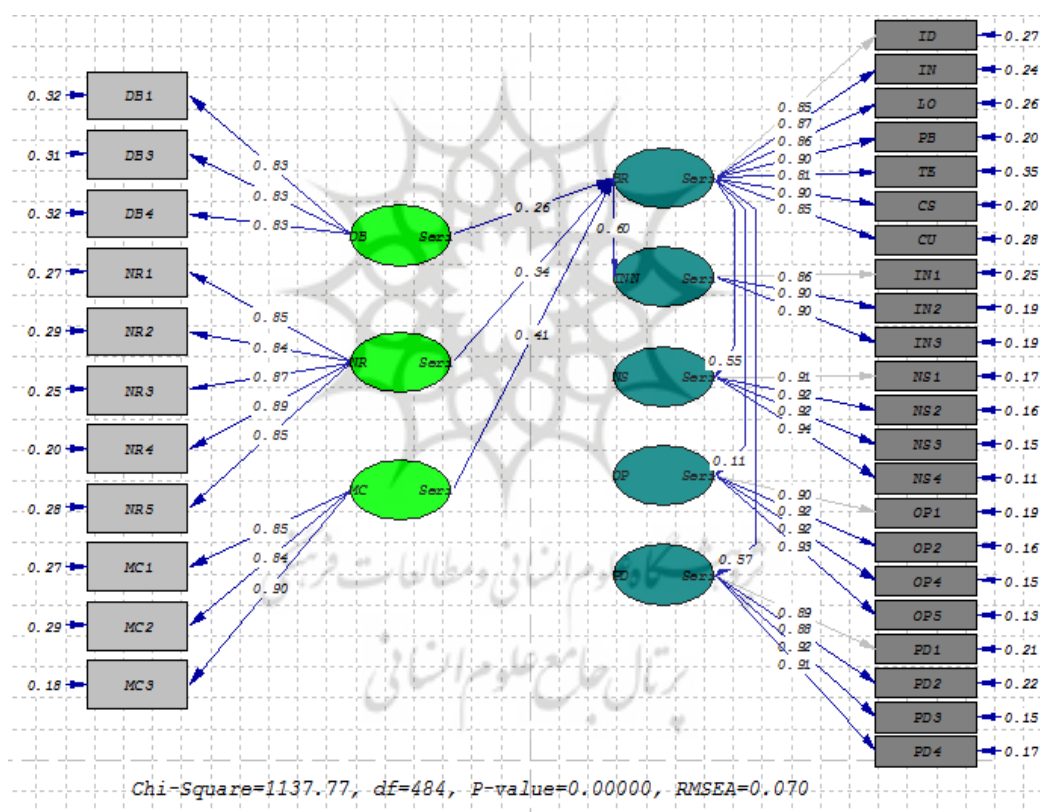 0.32 DB1
0.31 DB3
0.32 DB4
0.27 NR1
0.29 NR2
0.25 NR3
0.20 NR4
0.28 NR5
0.27 MC1
0.29 MC2
0.18 MC3
0.83
0.83
0.83
0.85
0.84
0.87
0.89
0.85
0.85
0.84
0.90
DB Seri
NR Seri
MC Seri
0.26
0.34
0.41
BR Seri
0.60
INN Seri
NS Seri
OP Seri
PD Seri
0.55
0.11
0.57
0.85
0.87
0.86
0.90
0.81
0.90
0.85
0.86
0.90
0.90
0.91
0.92
0.92
0.94
0.90
0.92
0.92
0.93
0.89
0.88
0.92
0.91
ID 0.27
IN 0.24
LO 0.26
PB 0.20
TE 0.35
CS 0.20
CU 0.28
IN1 0.25
IN2 0.19
IN3 0.19
NS1 0.17
NS2 0.16
NS3 0.15
NS4 0.11
OP1 0.19
OP2 0.16
OP4 0.15
OP5 0.13
PD1 0.21
PD2 0.22
PD3 0.15
PD4 0.17
پژوهشگاه علوم انسانی و مطالعات فرهنگی
پرتال جامع علوم انسانی
Chi-Square=1137.77, df=484, P-value=0.00000, RMSEA=0.070